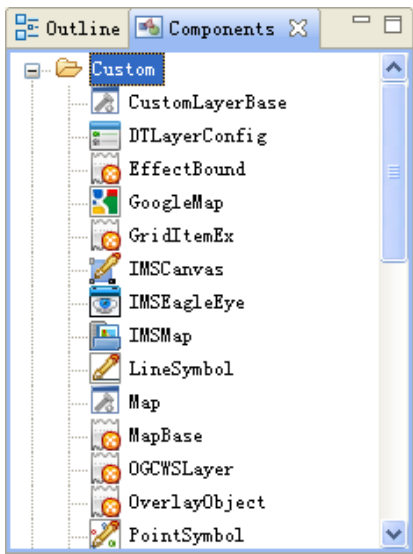 Outline Components
Custom
CustomLayerBase
DTLayerConfig
EffectBound
GoogleMap
GridItemEx
IMSCanvas
IMSEagleEye
IMSMap
LineSymbol
Map
MapBase
OGCWSLayer
OverlayObject
PointSymbol